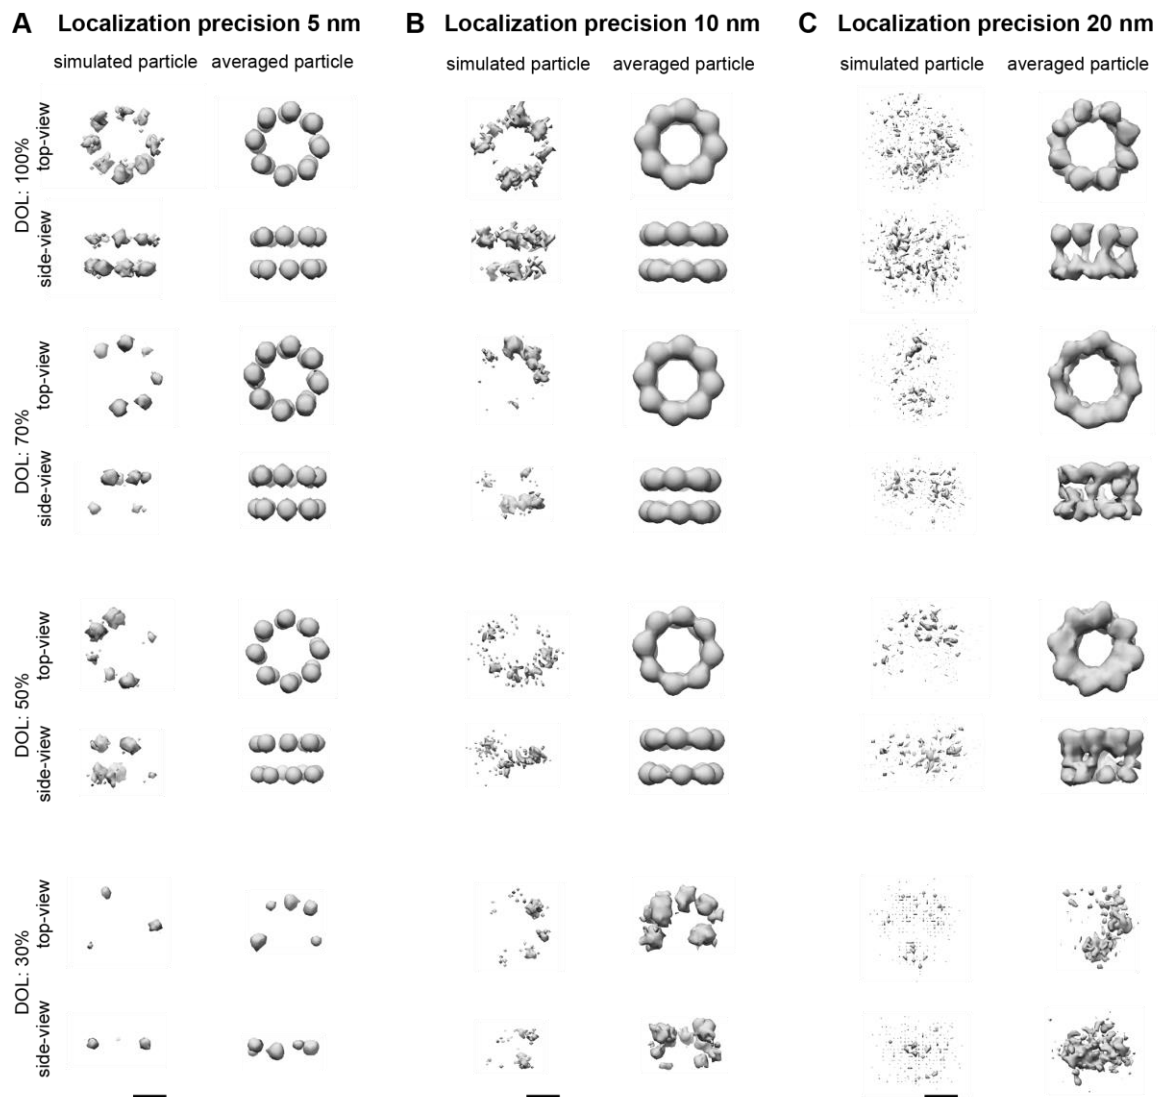 A Localization precision 5 nm B Localization precision 10 nm C Localization precision 20 nm
simulated particle averaged particle simulated particle averaged particle simulated particle averaged particle
DOL: 100%
top-view
side-view
DOL: 70%
top-view
side-view
DOL: 50%
top-view
side-view
DOL: 30%
top-view
side-view